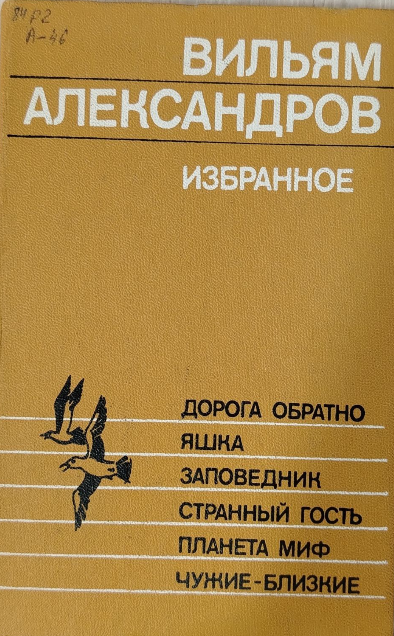 84 Р2
А-46
ВИЛЬЯМ
АЛЕКСАНДРОВ
ИЗБРАННОЕ
ДОРОГА ОБРАТНО
ЯШКА
ЗАПОВЕДНИК
СТРАННЫЙ ГОСТЬ
ПЛАНЕТА МИФ
ЧУЖИЕ-БЛИЗКИЕ